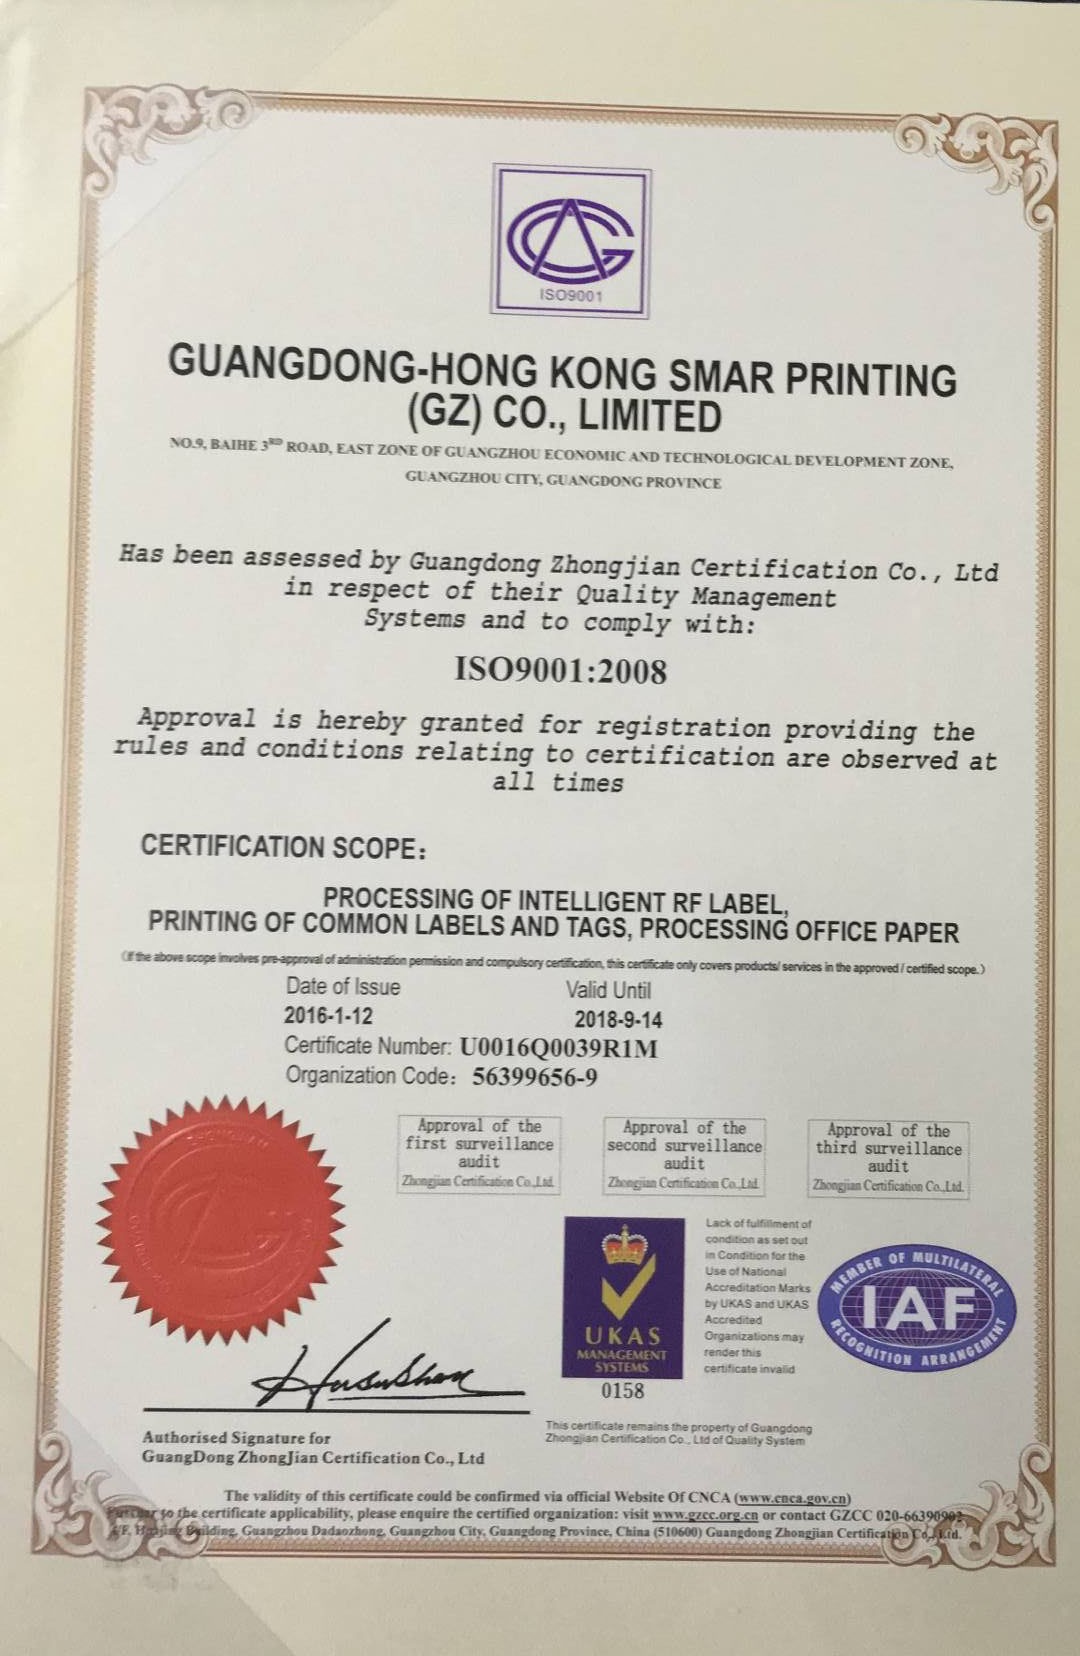 ISO9001
GUANGDONG-HONG KONG SMAR PRINTING
(GZ) CO., LIMITED
NO.9, BAIHE 3RD ROAD, EAST ZONE OF GUANGZHOU ECONOMIC AND TECHNOLOGICAL DEVELOPMENT ZONE,
GUANGZHOU CITY, GUANGDONG PROVINCE
Has been assessed by Guangdong Zhongjian Certification Co., Ltd
in respect of their Quality Management
Systems and to comply with:
ISO9001:2008
Approval is hereby granted for registration providing the
rules and conditions relating to certification are observed at
all times
CERTIFICATION SCOPE:
PROCESSING OF INTELLIGENT RF LABEL,
PRINTING OF COMMON LABELS AND TAGS, PROCESSING OFFICE PAPER
(If the above scope involves pre-approval of administration permission and compulsory certification, this certificate only covers products/ services in the approved / certified scope.)
Date of Issue Valid Until
2016-1-12 2018-9-14
Certificate Number: U0016Q0039R1M
Organization Code: 56399656-9
Approval of the
first surveillance
audit
Zhongjian Certification Co.,Ltd.
Approval of the
second surveillance
audit
Zhongjian Certification Co.,Ltd.
Approval of the
third surveillance
audit
Zhongjian Certification Co.,Ltd.
ZHONGJIAN
UKAS
MANAGEMENT
SYSTEMS
0158
Lack of fulfillment of
condition as set out
in Condition for the
Use of National
Accreditation Marks
by UKAS and UKAS
Accredited
Organizations may
render this
certificate invalid
MEMBER OF MULTILATERAL
IAF
RECOGNITION ARRANGEMENT
Authorised Signature for
GuangDong ZhongJian Certification Co., Ltd
This certificate remains the property of Guangdong
Zhongjian Certification Co., Ltd of Quality System
The validity of this certificate could be confirmed via official Website Of CNCA (www.cnca.gov.cn)
to the certificate applicability, please enquire the certified organization: visit www.gzcc.org.cn or contact GZCC 020-66390902
Building, Guangzhou Dadaozhong, Guangzhou City, Guangdong Province, China (510600) Guangdong Zhongjian Certification Co., Ltd.